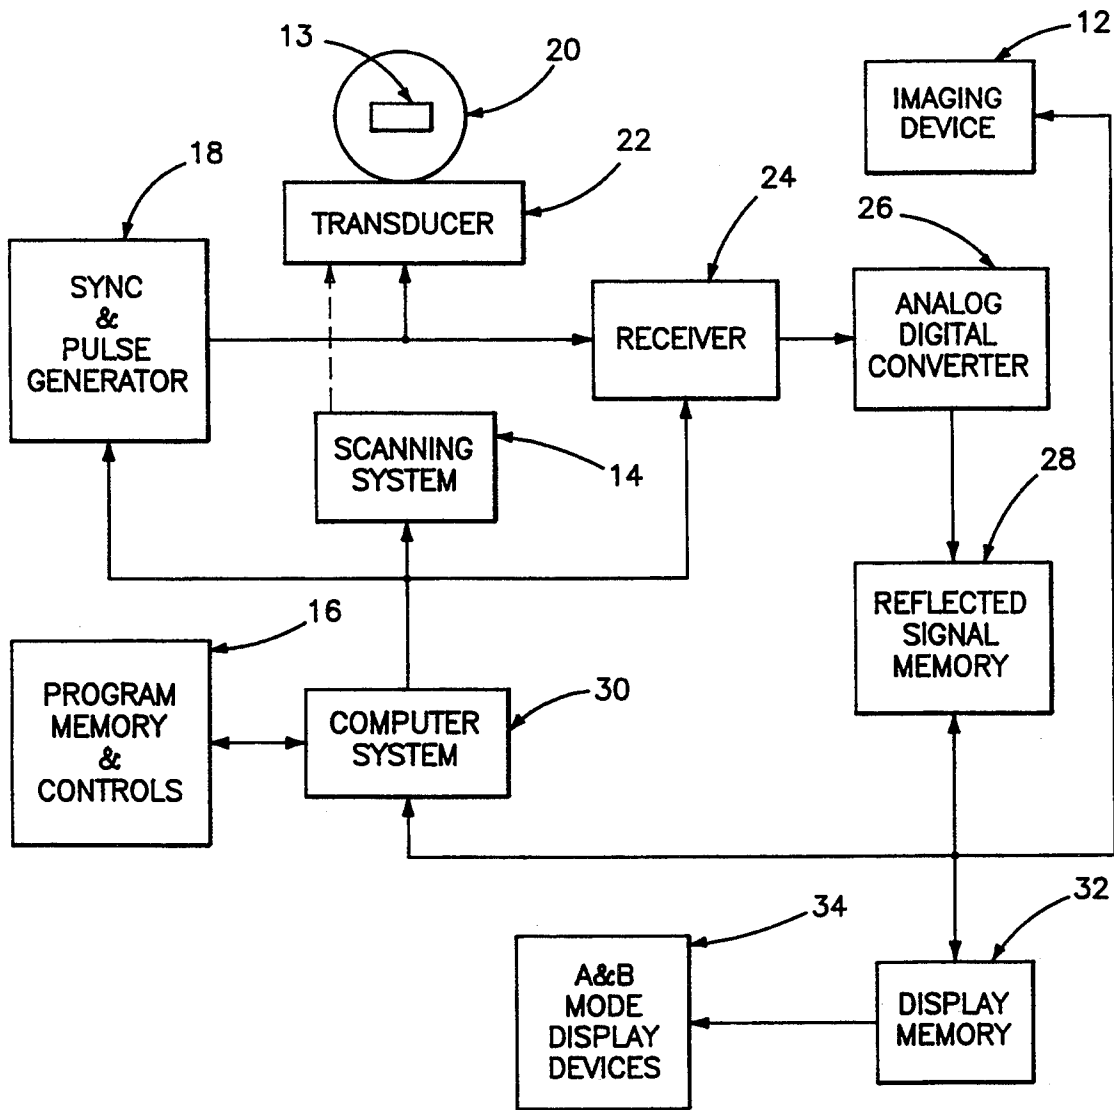 13
20
12
IMAGING
DEVICE
18
22
TRANSDUCER
24
26
SYNC
&
PULSE
GENERATOR
RECEIVER
ANALOG
DIGITAL
CONVERTER
SCANNING
SYSTEM
14
28
REFLECTED
SIGNAL
MEMORY
16
PROGRAM
MEMORY
&
CONTROLS
30
COMPUTER
SYSTEM
34
32
A&B
MODE
DISPLAY
DEVICES
DISPLAY
MEMORY